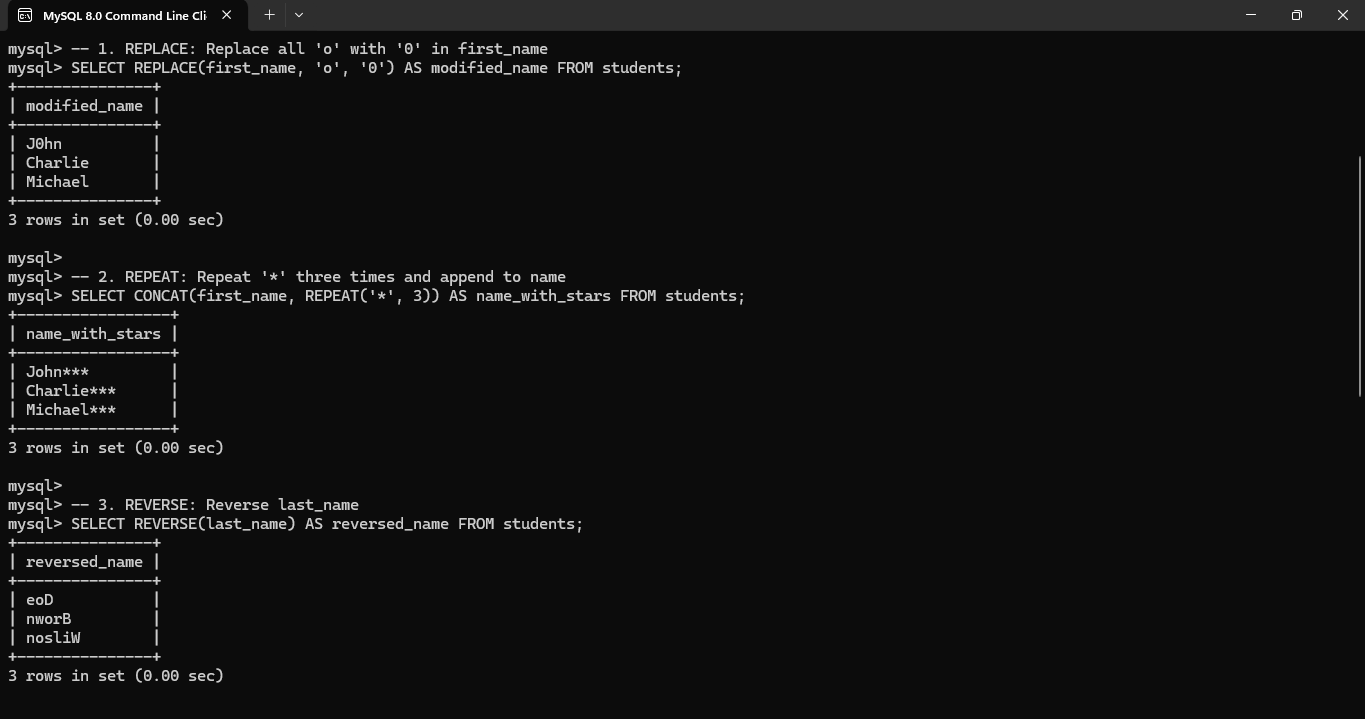 MySQL 8.0 Command Line Cli
mysql> -- 1. REPLACE: Replace all 'o' with '0' in first_name
mysql> SELECT REPLACE(first_name, 'o', '0') AS modified_name FROM students;
+---------------+
| modified_name |
+---------------+
| J0hn          |
| Charlie       |
| Michael       |
+---------------+
3 rows in set (0.00 sec)
mysql>
mysql> -- 2. REPEAT: Repeat '*' three times and append to name
mysql> SELECT CONCAT(first_name, REPEAT('*', 3)) AS name_with_stars FROM students;
+-----------------+
| name_with_stars |
+-----------------+
| John***         |
| Charlie***      |
| Michael***      |
+-----------------+
3 rows in set (0.00 sec)
mysql>
mysql> -- 3. REVERSE: Reverse last_name
mysql> SELECT REVERSE(last_name) AS reversed_name FROM students;
+---------------+
| reversed_name |
+---------------+
| eoD           |
| nworB         |
| nosliW        |
+---------------+
3 rows in set (0.00 sec)